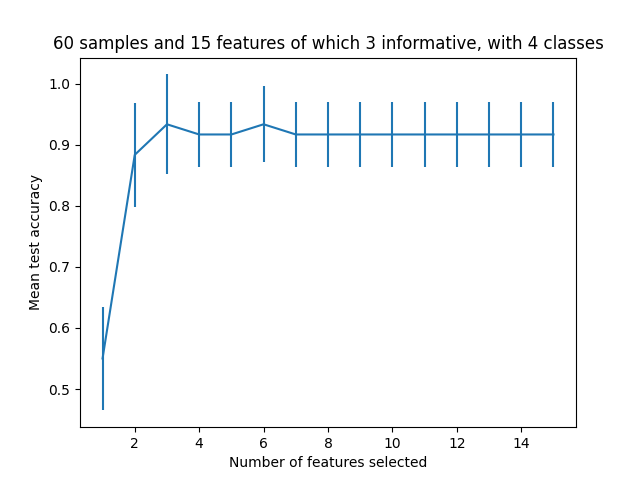 60 samples and 15 features of which 3 informative, with 4 classes
1.0
0.9
0.8
0.7
0.6
0.5
Mean test accuracy
2 4 6 8 10 12 14
Number of features selected